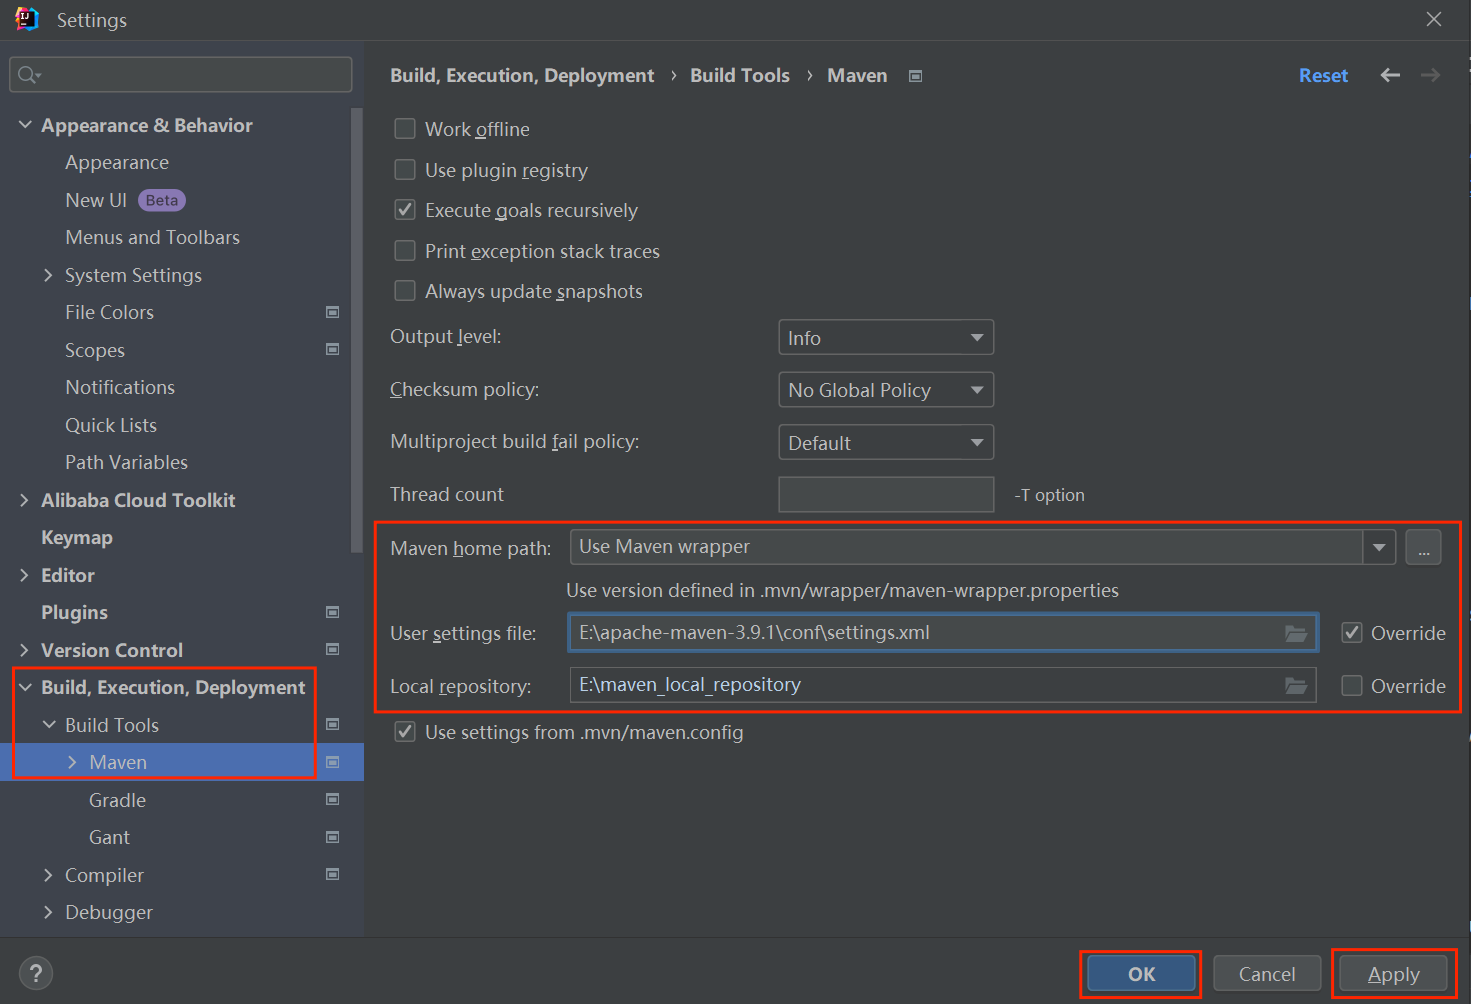 Settings
Build, Execution, Deployment › Build Tools › Maven
Reset
Appearance & Behavior
Appearance
New UI Beta
Menus and Toolbars
System Settings
File Colors
Scopes
Notifications
Quick Lists
Path Variables
Alibaba Cloud Toolkit
Keymap
Editor
Plugins
Version Control
Build, Execution, Deployment
Build Tools
Maven
Gradle
Gant
Compiler
Debugger
Work offline
Use plugin registry
Execute goals recursively
Print exception stack traces
Always update snapshots
Output level: Info
Checksum policy: No Global Policy
Multiproject build fail policy: Default
Thread count -T option
Maven home path: Use Maven wrapper ...
Use version defined in .mvn/wrapper/maven-wrapper.properties
User settings file: E:\apache-maven-3.9.1\conf\settings.xml Override
Local repository: E:\maven_local_repository Override
Use settings from .mvn/maven.config
?
OK Cancel Apply